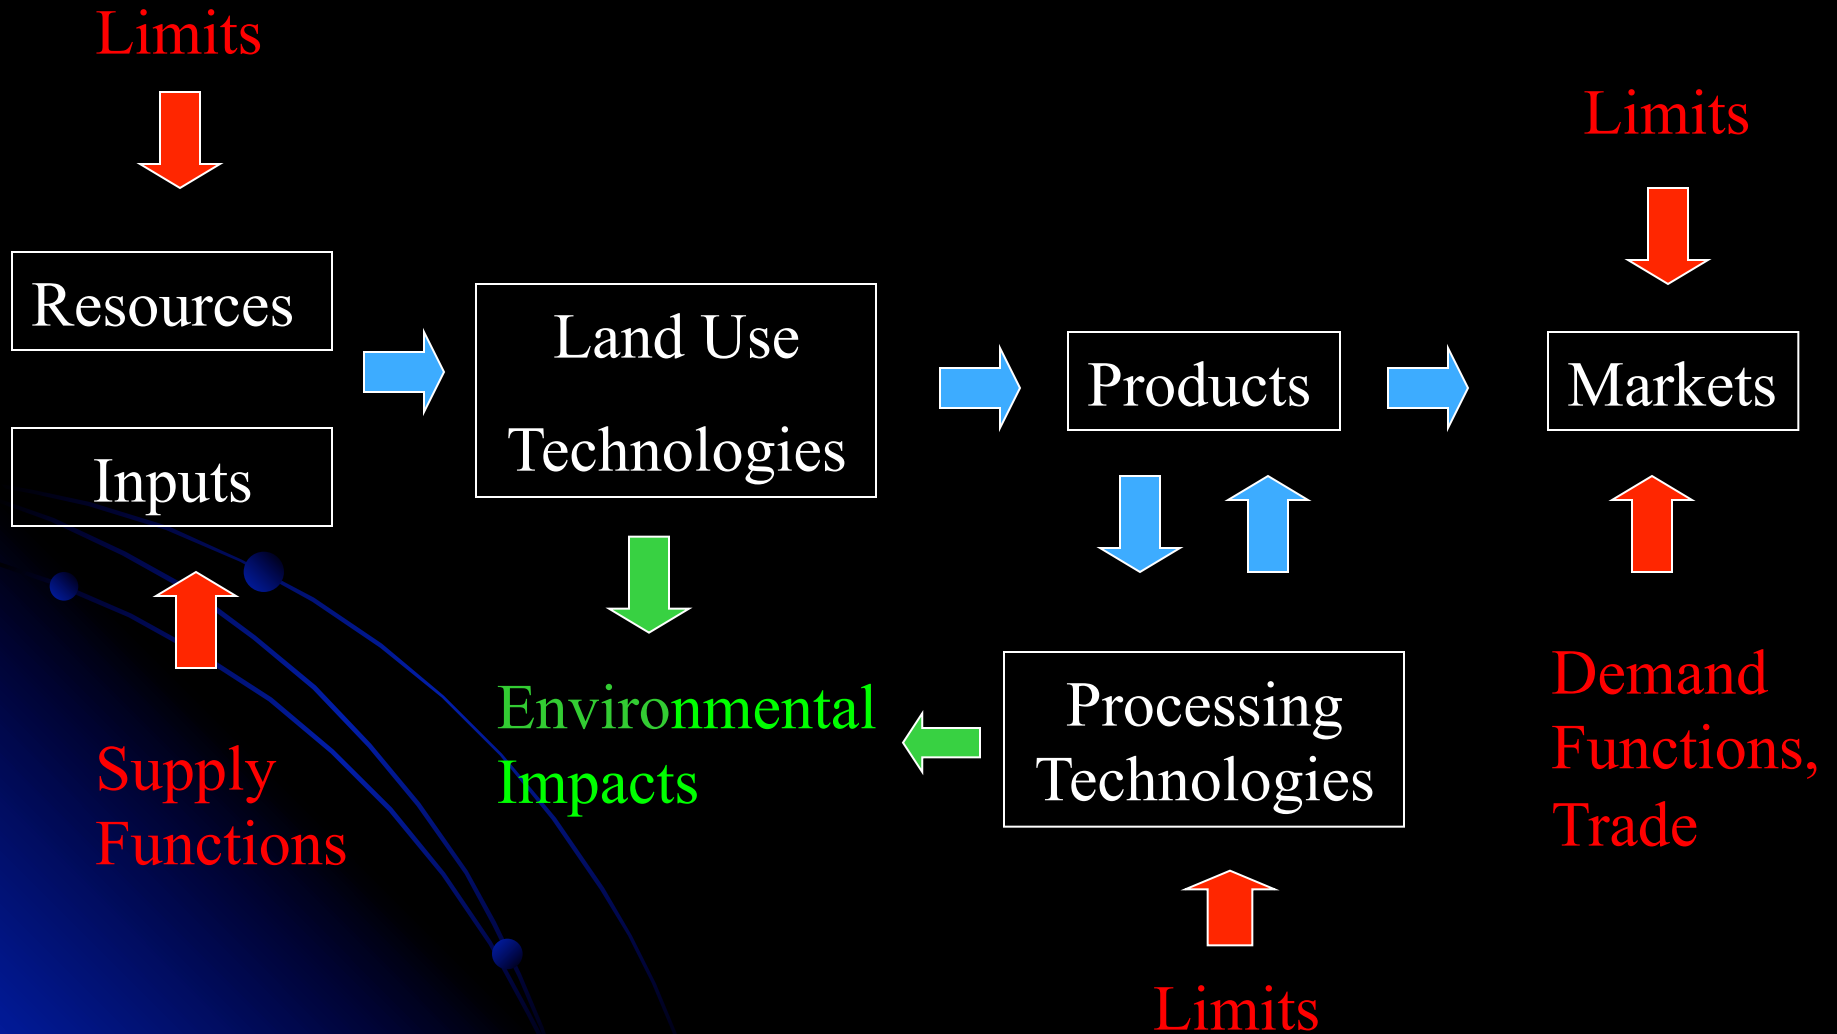 Limits
Limits
Resources
Land Use
Technologies
Products
Markets
Inputs
Environmental
Impacts
Processing
Technologies
Demand
Functions,
Trade
Supply
Functions
Limits